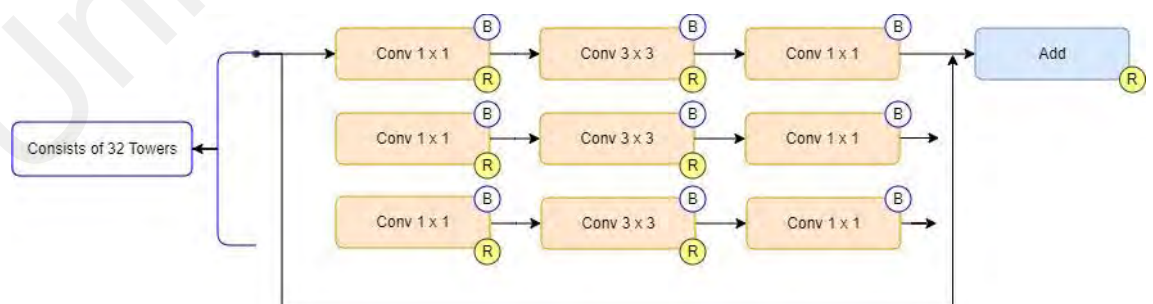 B B B
Conv 1 x 1 Conv 3 x 3 Conv 1 x 1 Add
R R R
B B B
Consists of 32 Towers Conv 1 x 1 Conv 3 x 3 Conv 1 x 1
R R
B B B
Conv 1 x 1 Conv 3 x 3 Conv 1 x 1
R R